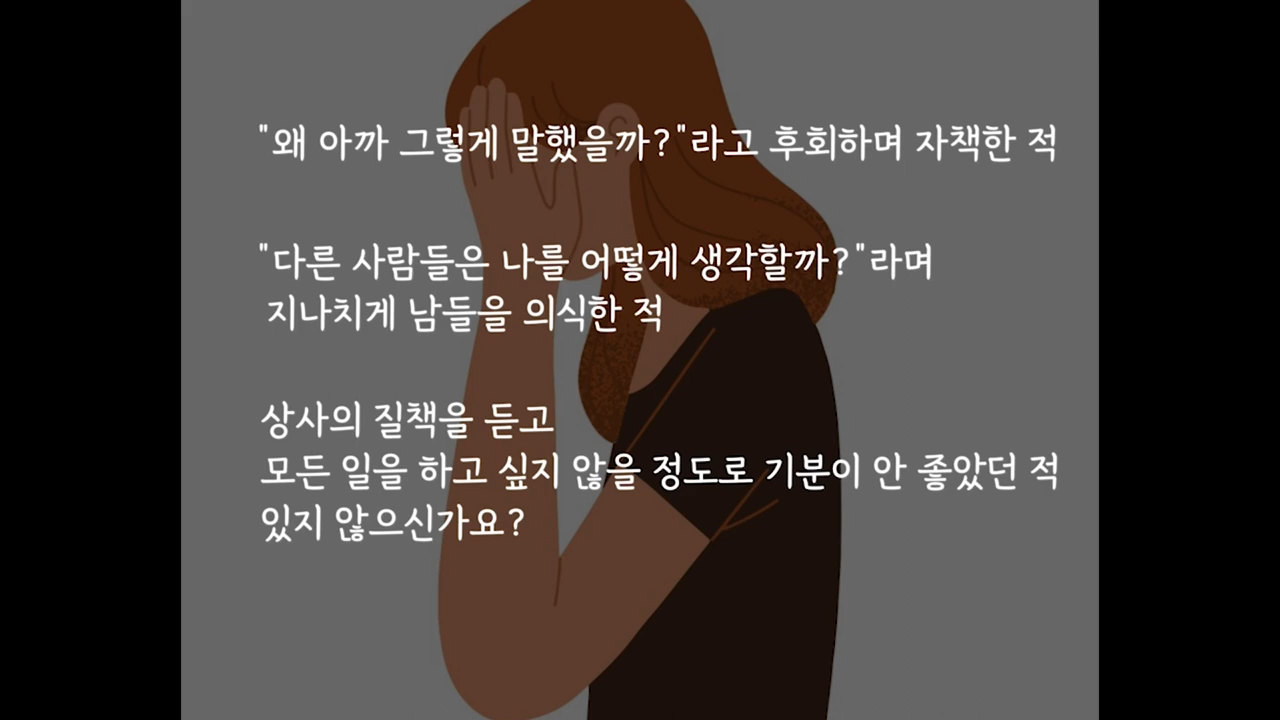 "왜 아까 그렇게 말했을까?"라고 후회하며 자책한 적
"다른 사람들은 나를 어떻게 생각할까?"라며
지나치게 남들을 의식한 적
상사의 질책을 듣고
모든 일을 하고 싶지 않을 정도로 기분이 안 좋았던 적
있지 않으신가요?